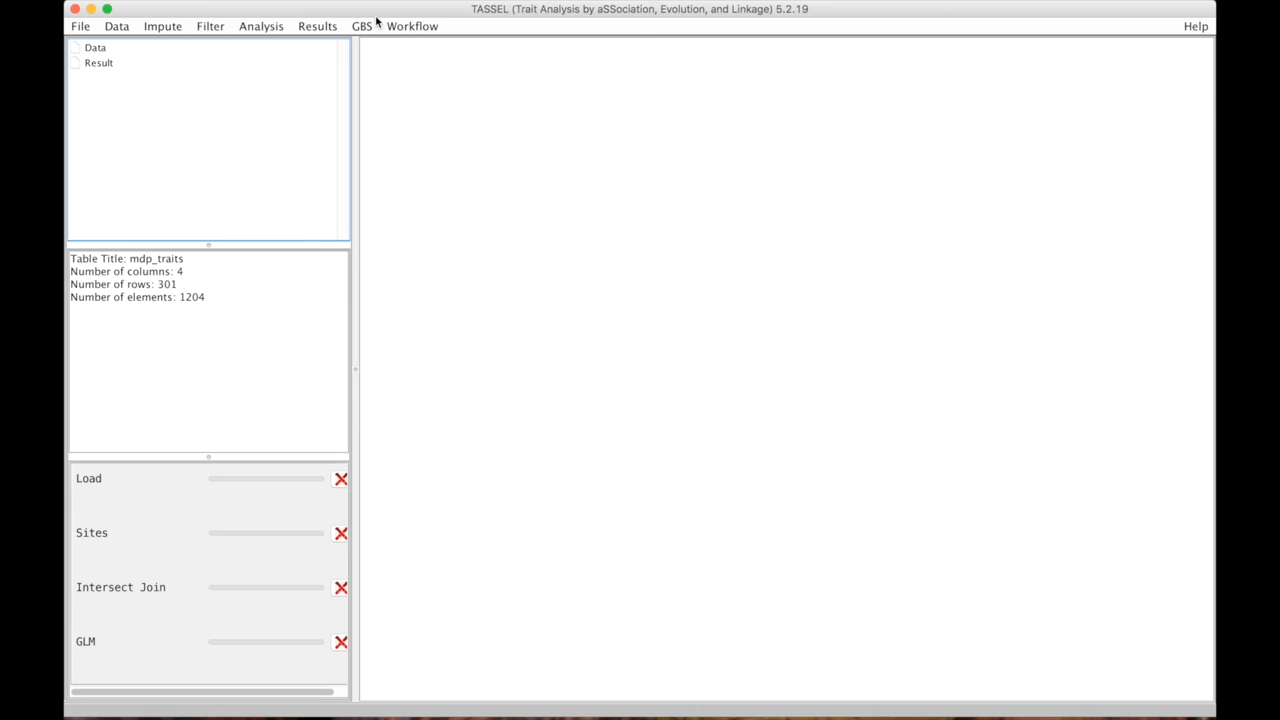 TASSEL (Trait Analysis by aSSociation, Evolution, and Linkage) 5.2.19
File Data Impute Filter Analysis Results GBS Workflow Help
Data
Result
Table Title: mdp_traits
Number of columns: 4
Number of rows: 301
Number of elements: 1204
Load
Sites
Intersect Join
GLM